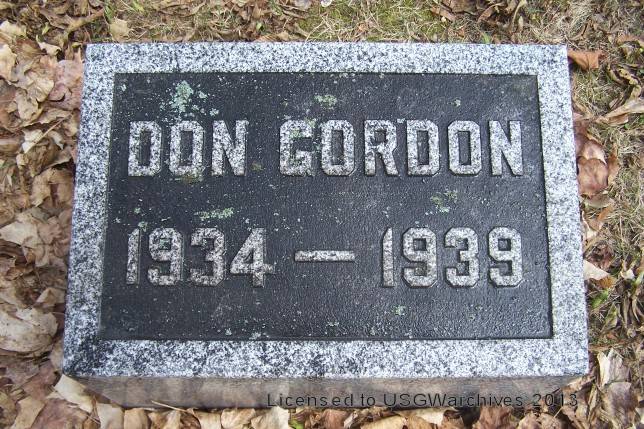 DON GORDON
1934 — 1939
Licensed to USGWarchives 2013